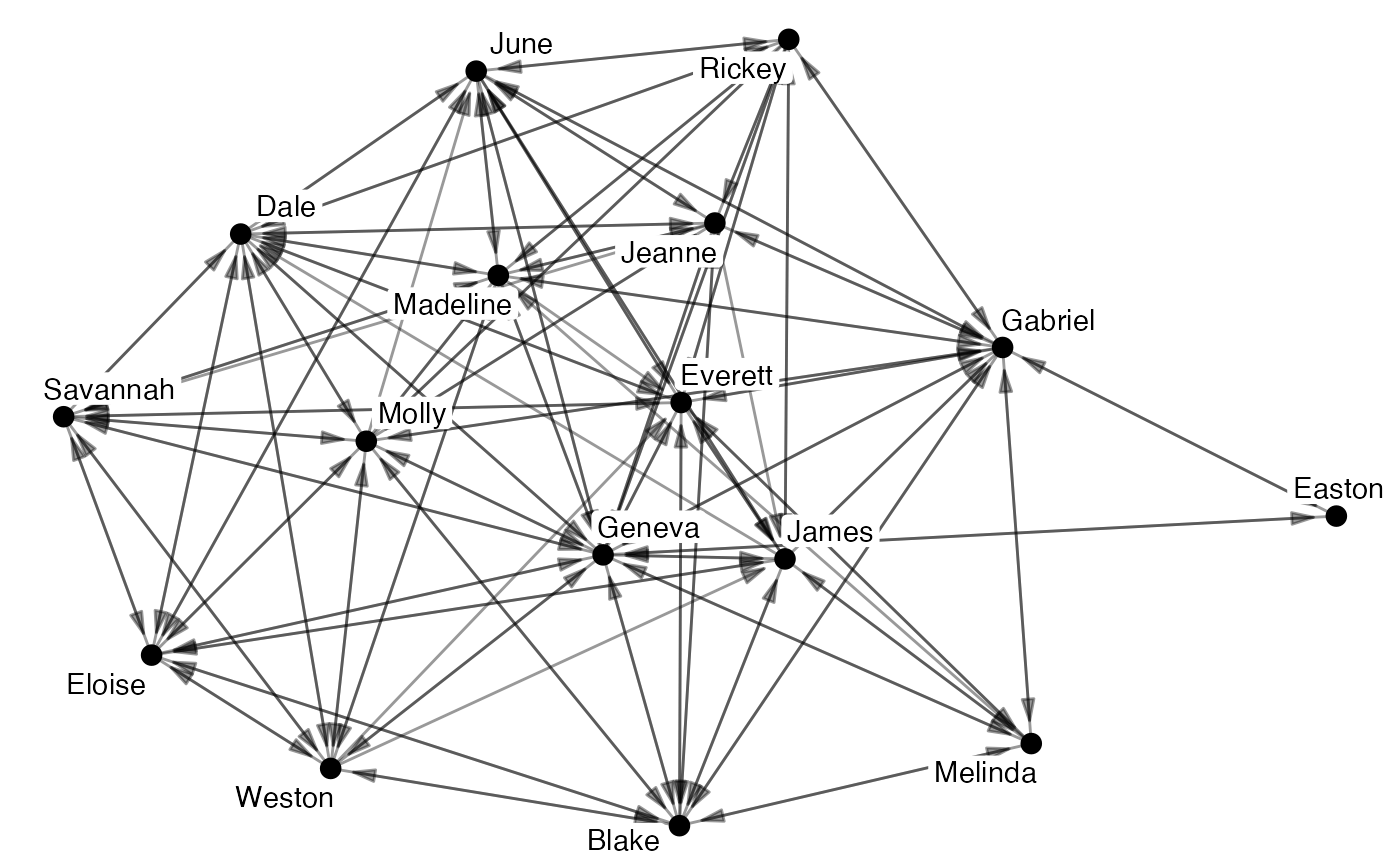 June
Rickey
Dale
Jeanne
Madeline
Gabriel
Everett
Savannah
Molly
Easton
Geneva
James
Eloise
Melinda
Weston
Blake